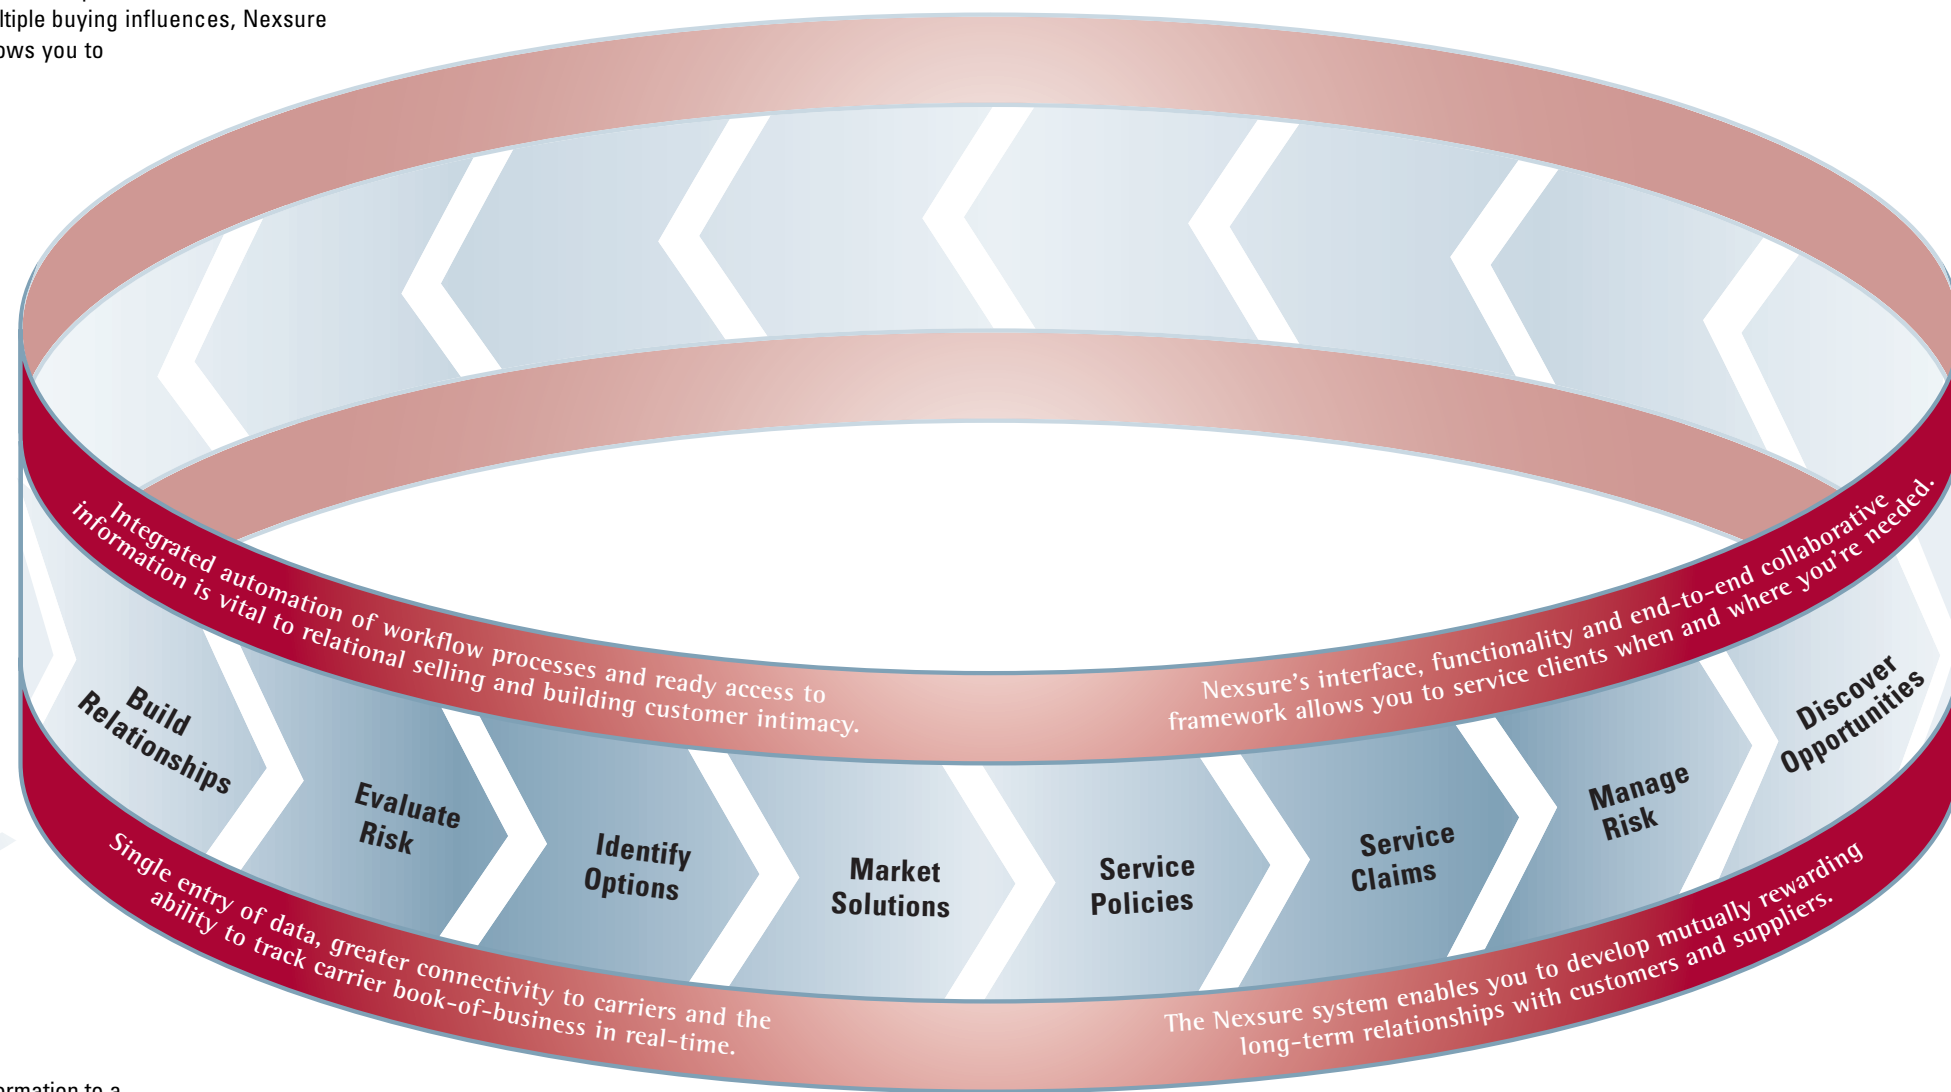 ltiple buying influences, Nexsure
ows you to
Integrated automation of workflow processes and ready access to
information is vital to relational selling and building customer intimacy.
Nexsure's interface, functionality and end-to-end collaborative
framework allows you to service clients when and where you're needed.
Build
Relationships
Evaluate
Risk
Identify
Options
Market
Solutions
Service
Policies
Service
Claims
Manage
Risk
Discover
Opportunities
Single entry of data, greater connectivity to carriers and the
ability to track carrier book-of-business in real-time.
The Nexsure system enables you to develop mutually rewarding
long-term relationships with customers and suppliers.
ormation to a